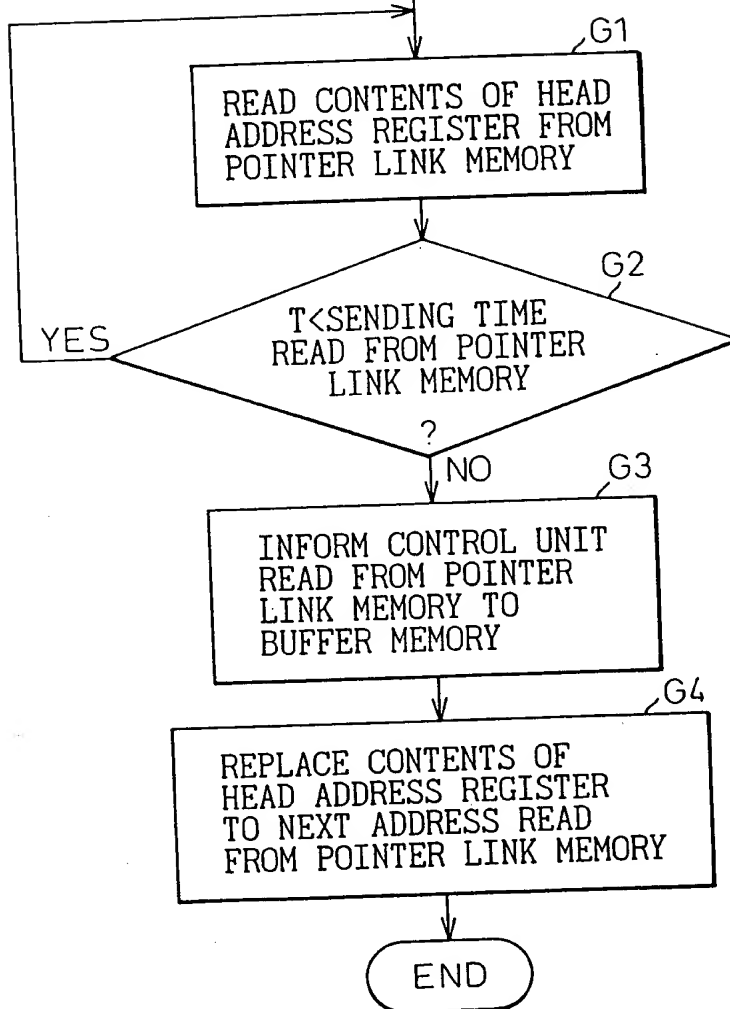 G1
READ CONTENTS OF HEAD
ADDRESS REGISTER FROM
POINTER LINK MEMORY
G2
T<SENDING TIME
READ FROM POINTER
LINK MEMORY
?
YES
NO
G3
INFORM CONTROL UNIT
READ FROM POINTER
LINK MEMORY TO
BUFFER MEMORY
G4
REPLACE CONTENTS OF
HEAD ADDRESS REGISTER
TO NEXT ADDRESS READ
FROM POINTER LINK MEMORY
END